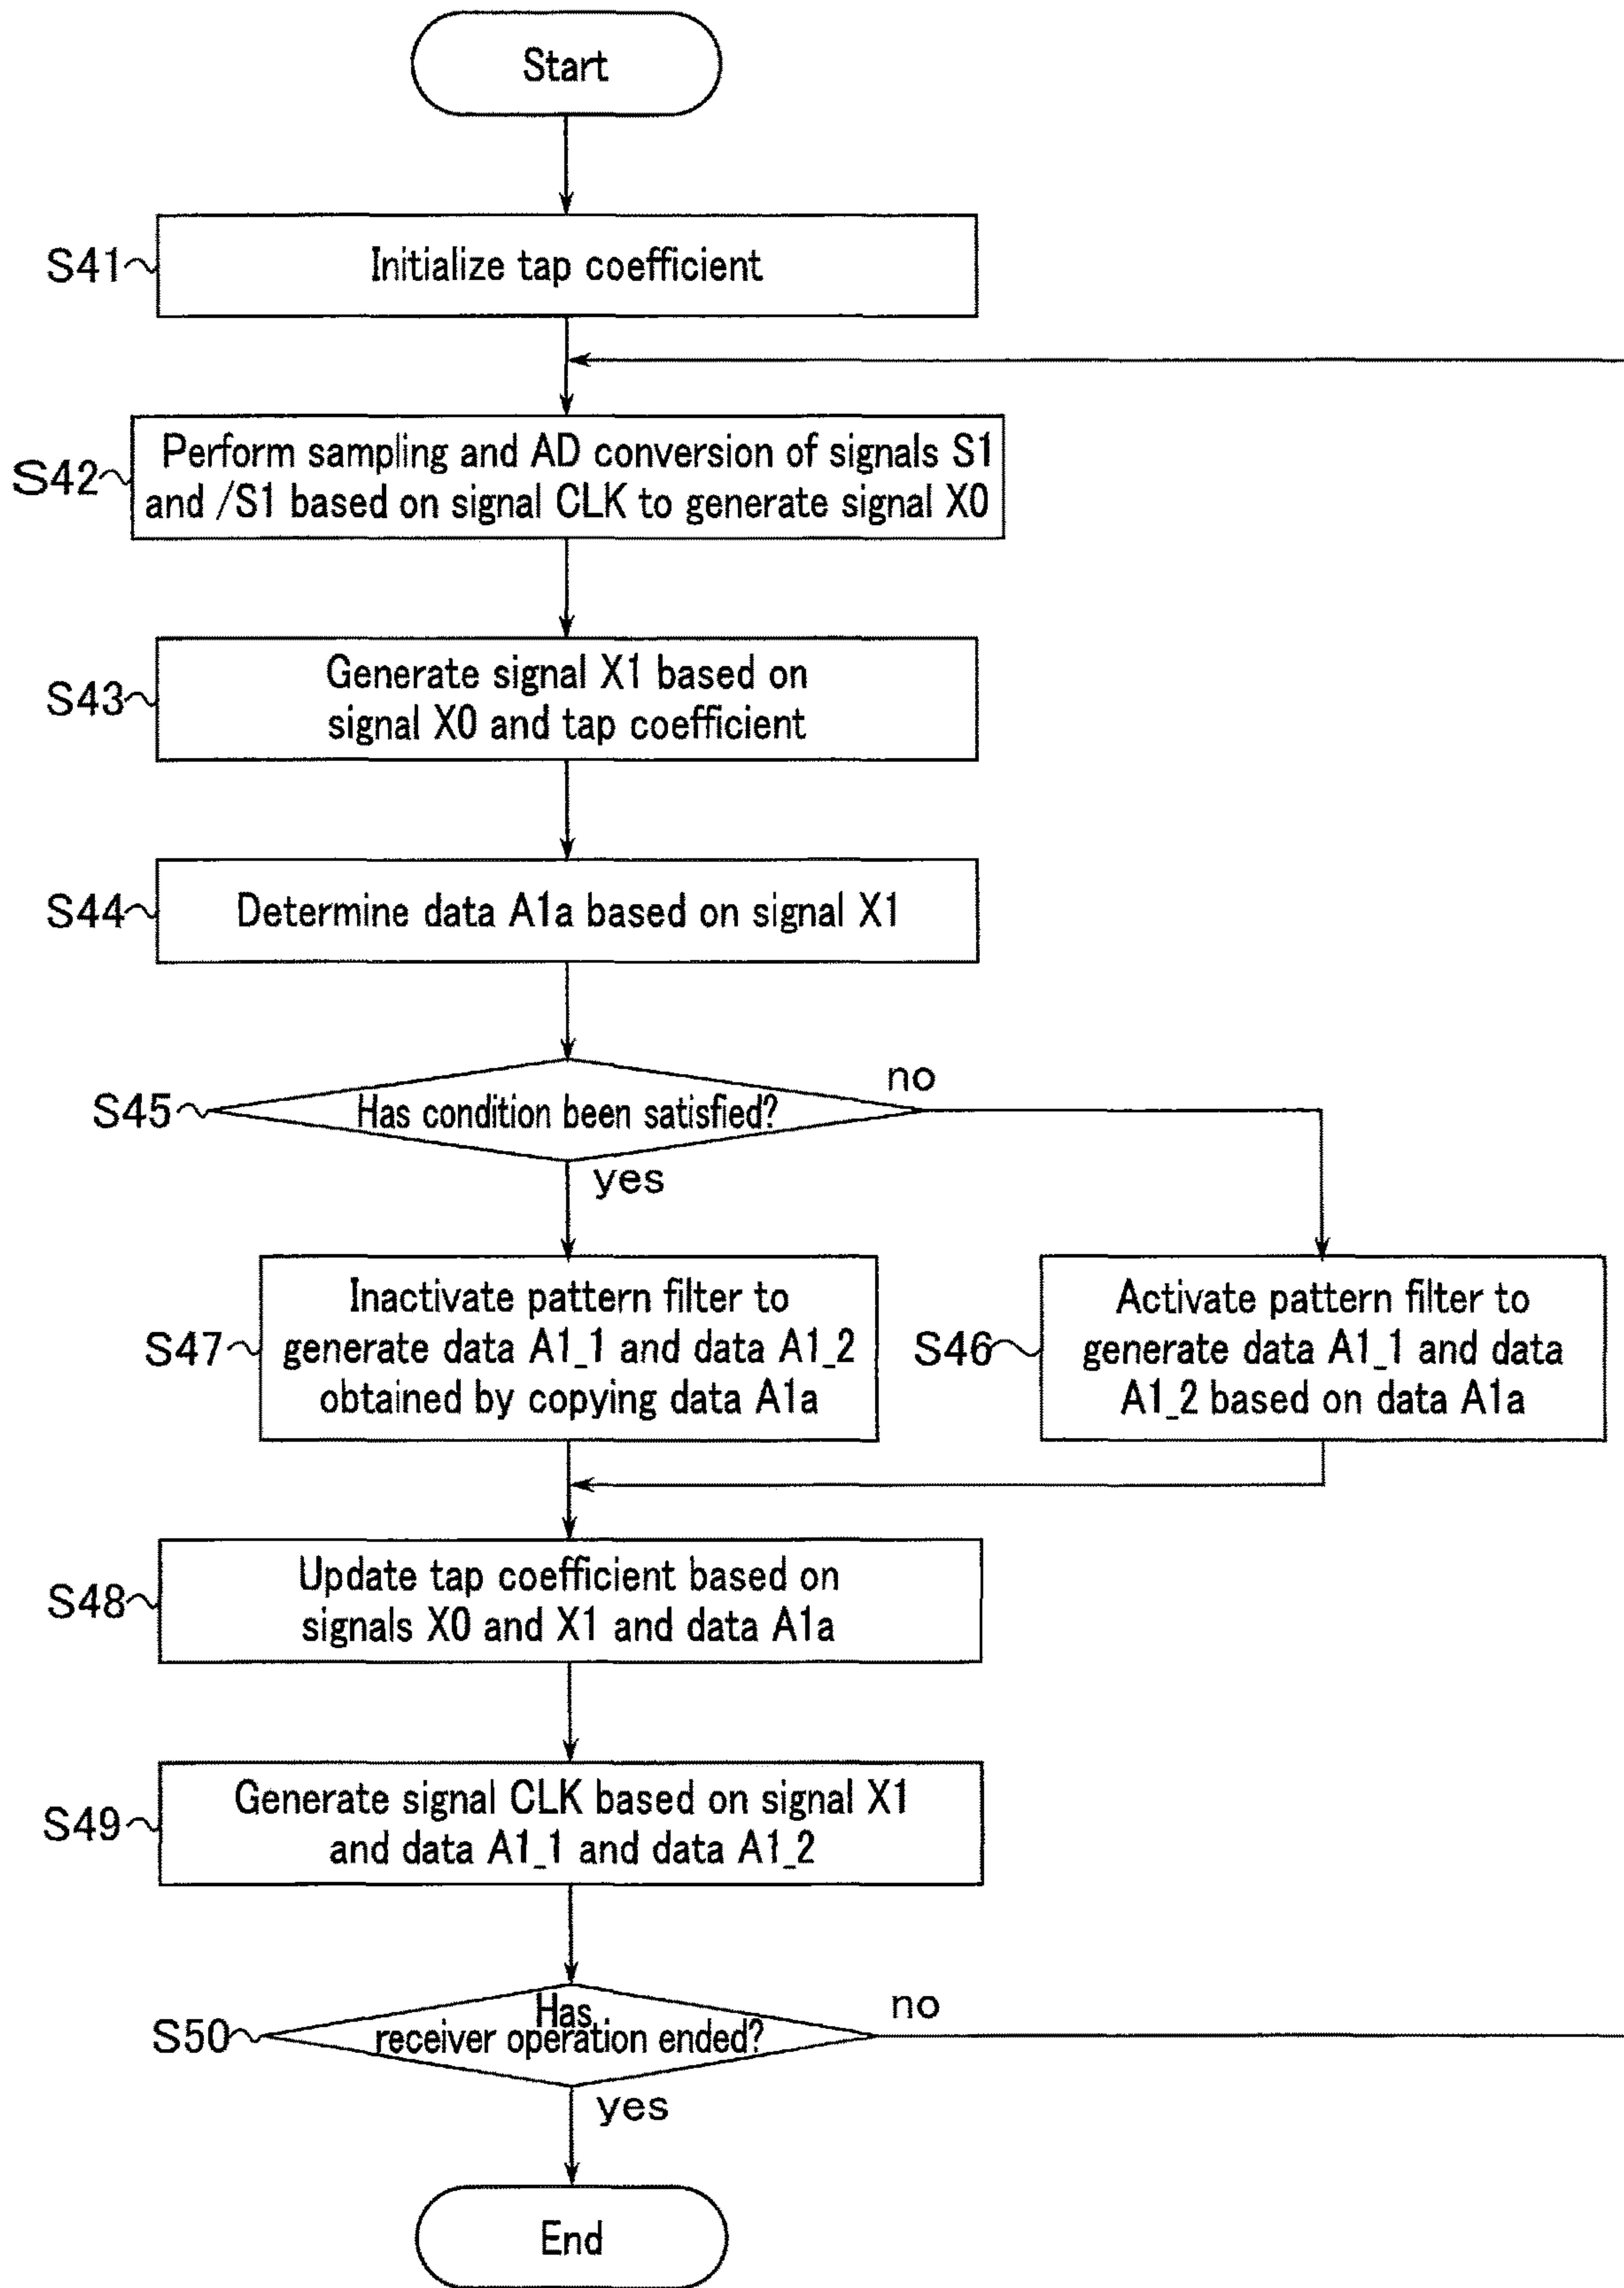 Start
S41
Initialize tap coefficient
S42
Perform sampling and AD conversion of signals S1
and /S1 based on signal CLK to generate signal X0
S43
Generate signal X1 based on
signal X0 and tap coefficient
S44
Determine data A1a based on signal X1
S45
Has condition been satisfied?
no
yes
S47
Inactivate pattern filter to
generate data A1_1 and data A1_2
obtained by copying data A1a
S46
Activate pattern filter to
generate data A1_1 and data
A1_2 based on data A1a
S48
Update tap coefficient based on
signals X0 and X1 and data A1a
S49
Generate signal CLK based on signal X1
and data A1_1 and data A1_2
S50
Has
receiver operation ended?
no
yes
End